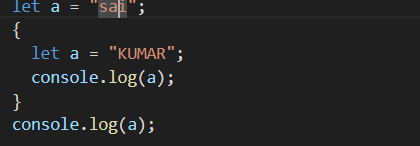 let a = "sai";
{
  let a = "KUMAR";
  console.log(a);
}
console.log(a);